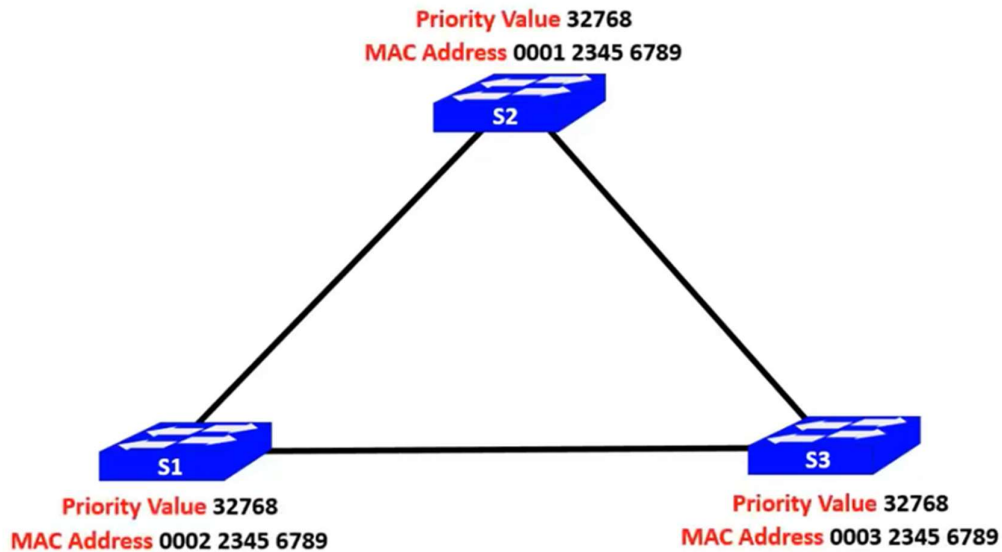 Priority Value 32768
MAC Address 0001 2345 6789
S2
S1
S3
Priority Value 32768
MAC Address 0002 2345 6789
Priority Value 32768
MAC Address 0003 2345 6789